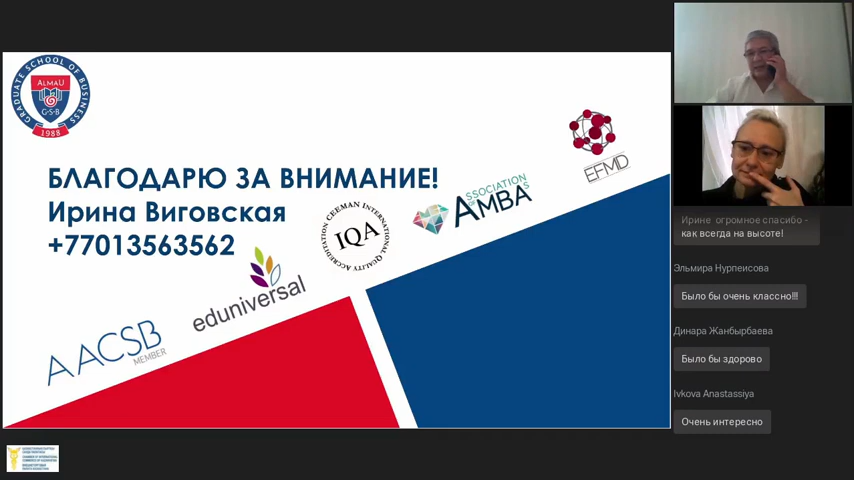 GRADUATE SCHOOL OF BUSINESS
ALMAU
G·S·B
1988
БЛАГОДАРЮ ЗА ВНИМАНИЕ!
Ирина Виговская
+77013563562
AACSB
MEMBER
eduniversal
CEEMAN INTERNATIONAL QUALITY ACCREDITATION
IQA
ASSOCIATION
OF AMBAS
EFMD
Ирине огромное спасибо -
как всегда на высоте!
Эльмира Нурпеисова
Было бы очень классно!!!
Динара Жанбырбаева
Было бы здорово
Ivkova Anastassiya
Очень интересно